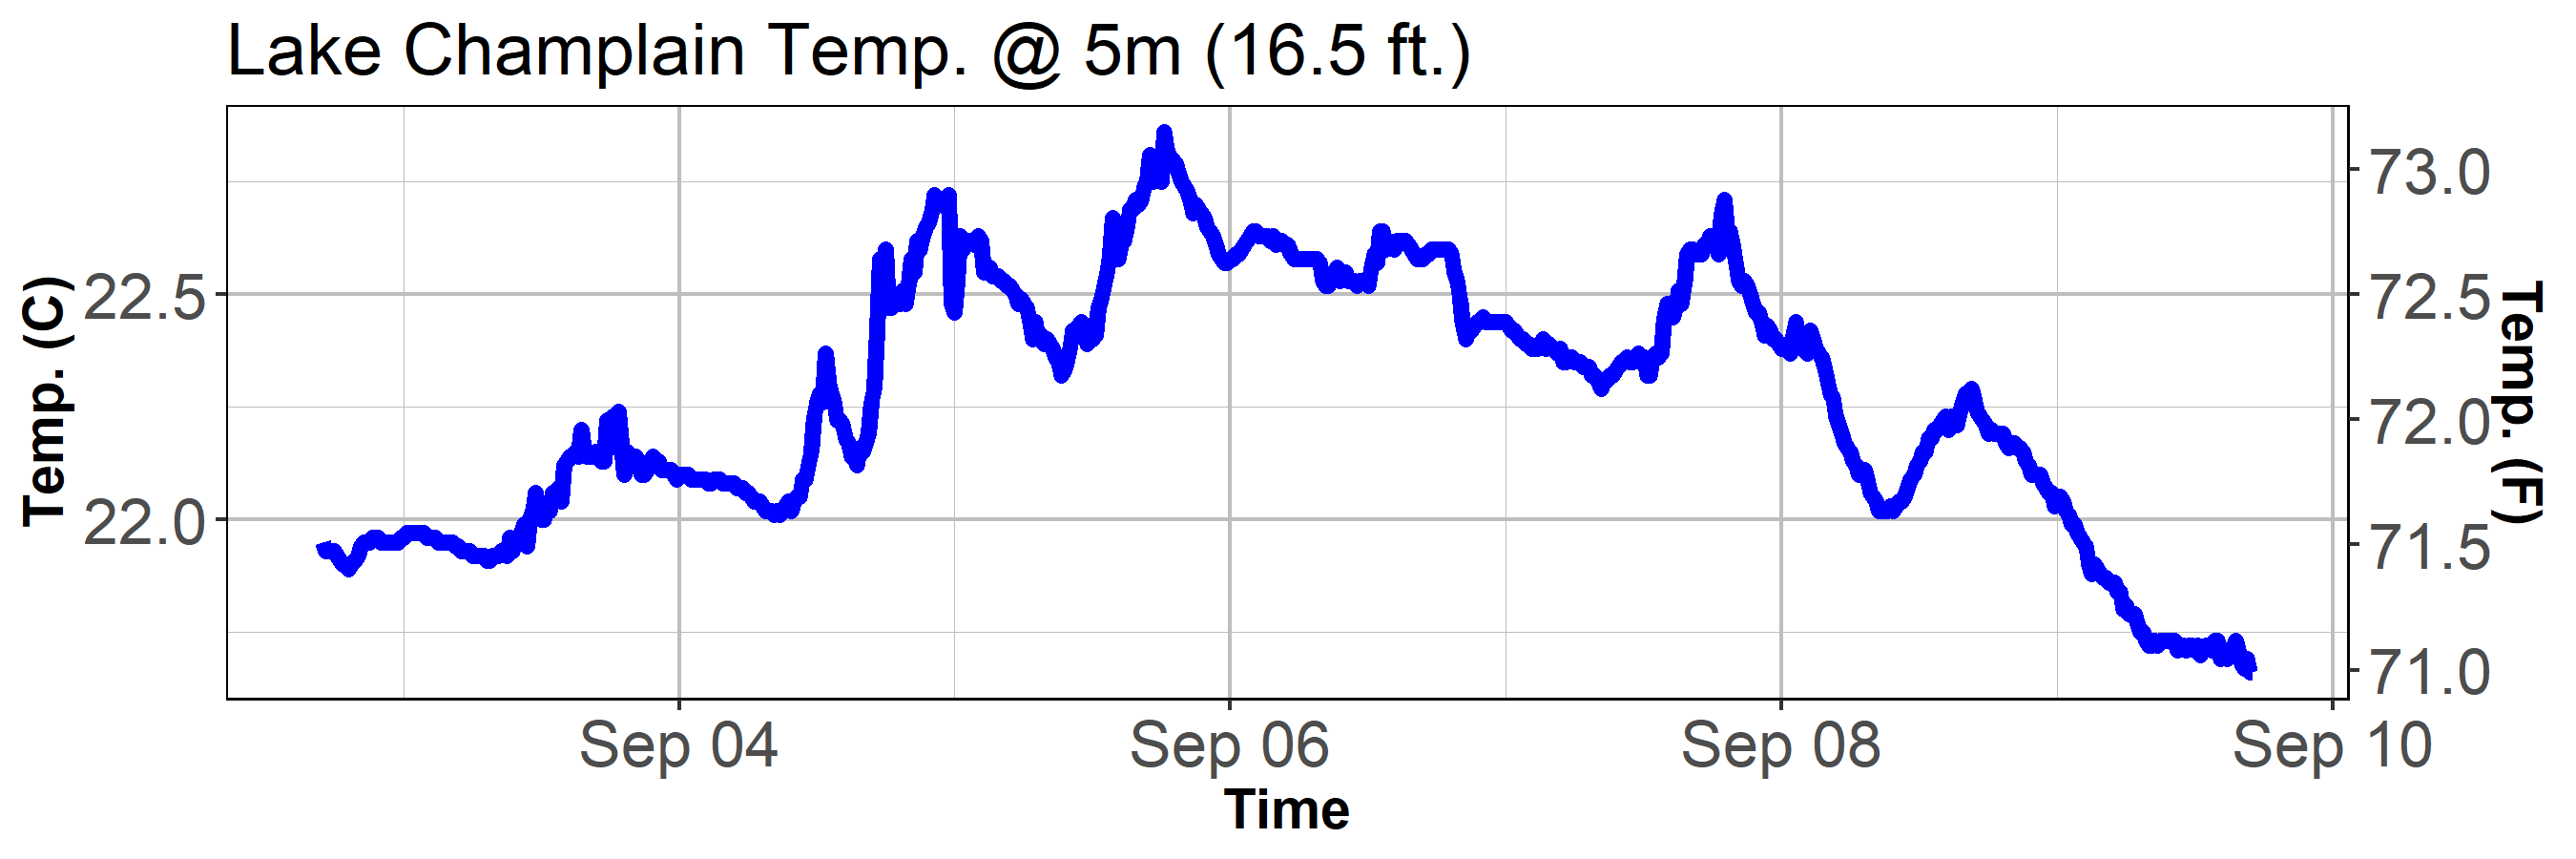 Lake Champlain Temp. @ 5m (16.5 ft.)
Temp. (C)
22.5
22.0
73.0
72.5
72.0
71.5
71.0
Temp. (F)
Sep 04 Sep 06 Sep 08 Sep 10
Time